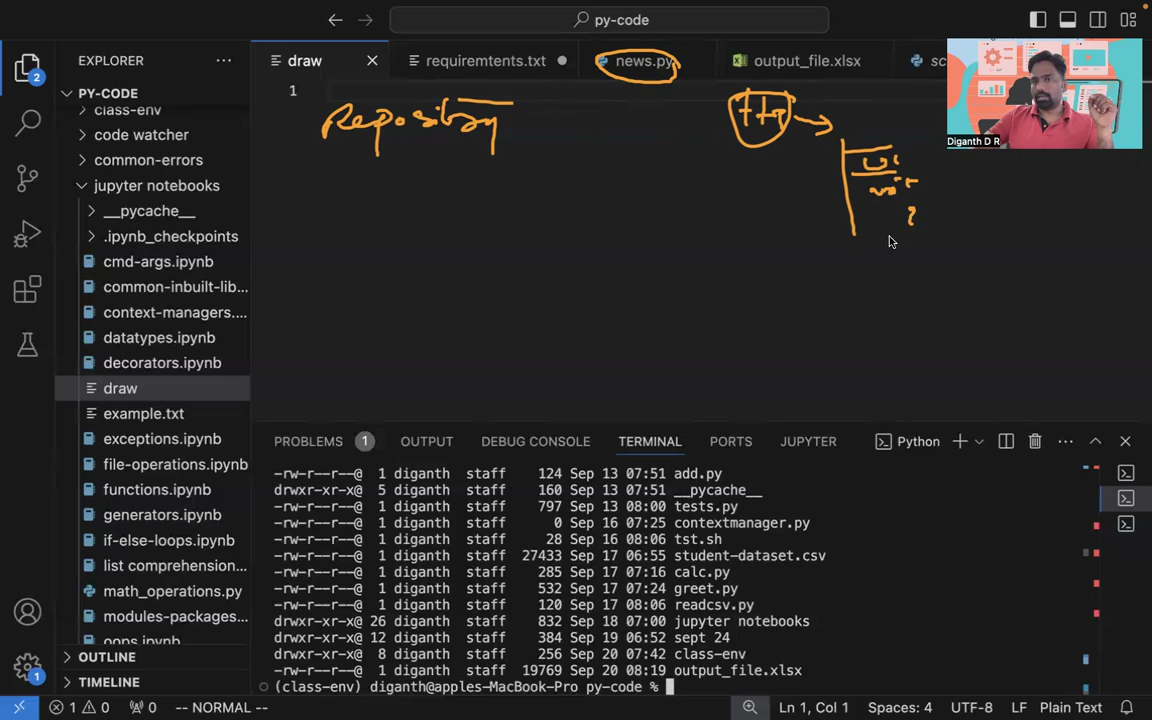 py-code
EXPLORER
draw
requiremtents.txt
news.py
output_file.xlsx
sc
Diganth D R
PY-CODE
1
class-env
code watcher
common-errors
jupyter notebooks
__pycache__
.ipynb_checkpoints
cmd-args.ipynb
common-inbuilt-lib...
context-managers....
datatypes.ipynb
decorators.ipynb
draw
example.txt
exceptions.ipynb
file-operations.ipynb
functions.ipynb
generators.ipynb
if-else-loops.ipynb
list comprehension...
math_operations.py
modules-packages...
oops.ipynb
OUTLINE
TIMELINE
2
1
Repository
?
PROBLEMS 1 OUTPUT DEBUG CONSOLE TERMINAL PORTS JUPYTER Python
-rw-r--r--@ 1 diganth staff 124 Sep 13 07:51 add.py
drwxr-xr-x@ 5 diganth staff 160 Sep 13 07:51 __pycache__
-rw-r--r--@ 1 diganth staff 797 Sep 13 08:00 tests.py
-rw-r--r--@ 1 diganth staff 0 Sep 16 07:25 contextmanager.py
-rw-r--r--@ 1 diganth staff 28 Sep 16 08:06 tst.sh
-rw-r--r--@ 1 diganth staff 27433 Sep 17 06:55 student-dataset.csv
-rw-r--r--@ 1 diganth staff 285 Sep 17 07:16 calc.py
-rw-r--r--@ 1 diganth staff 532 Sep 17 07:24 greet.py
-rw-r--r--@ 1 diganth staff 120 Sep 17 08:06 readcsv.py
drwxr-xr-x@ 26 diganth staff 832 Sep 18 07:00 jupyter notebooks
drwxr-xr-x@ 12 diganth staff 384 Sep 19 06:52 sept 24
drwxr-xr-x@ 8 diganth staff 256 Sep 20 07:42 class-env
-rw-r--r--@ 1 diganth staff 19769 Sep 20 08:19 output_file.xlsx
(class-env) diganth@apples-MacBook-Pro py-code %
1 0 0 -- NORMAL -- Ln 1, Col 1 Spaces: 4 UTF-8 LF Plain Text